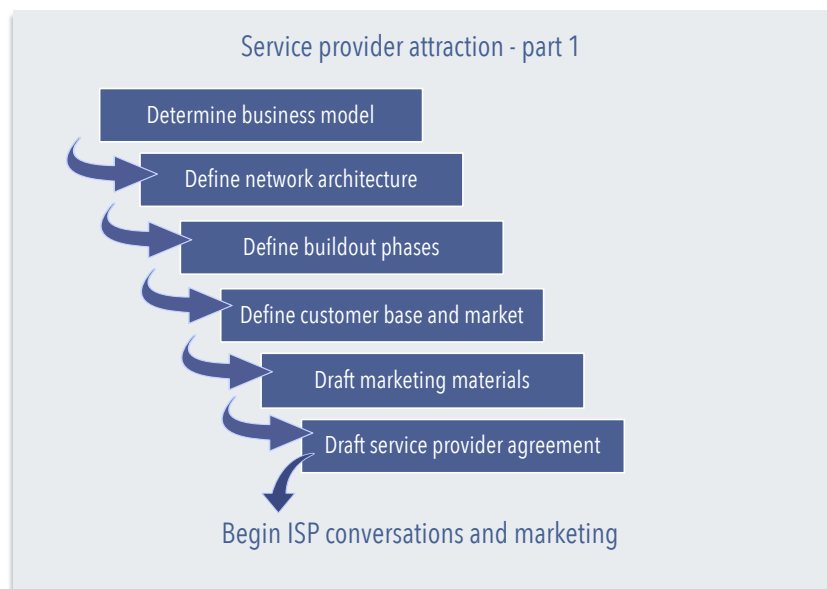 Service provider attraction - part 1
Determine business model
Define network architecture
Define buildout phases
Define customer base and market
Draft marketing materials
Draft service provider agreement
Begin ISP conversations and marketing